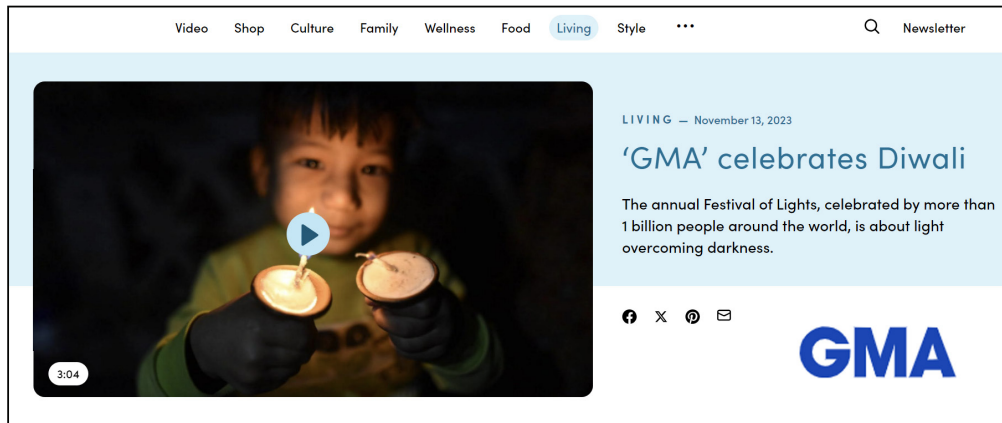 Video Shop Culture Family Wellness Food Living Style ••• Newsletter
LIVING — November 13, 2023
‘GMA’ celebrates Diwali
The annual Festival of Lights, celebrated by more than
1 billion people around the world, is about light
overcoming darkness.
GMA
3:04